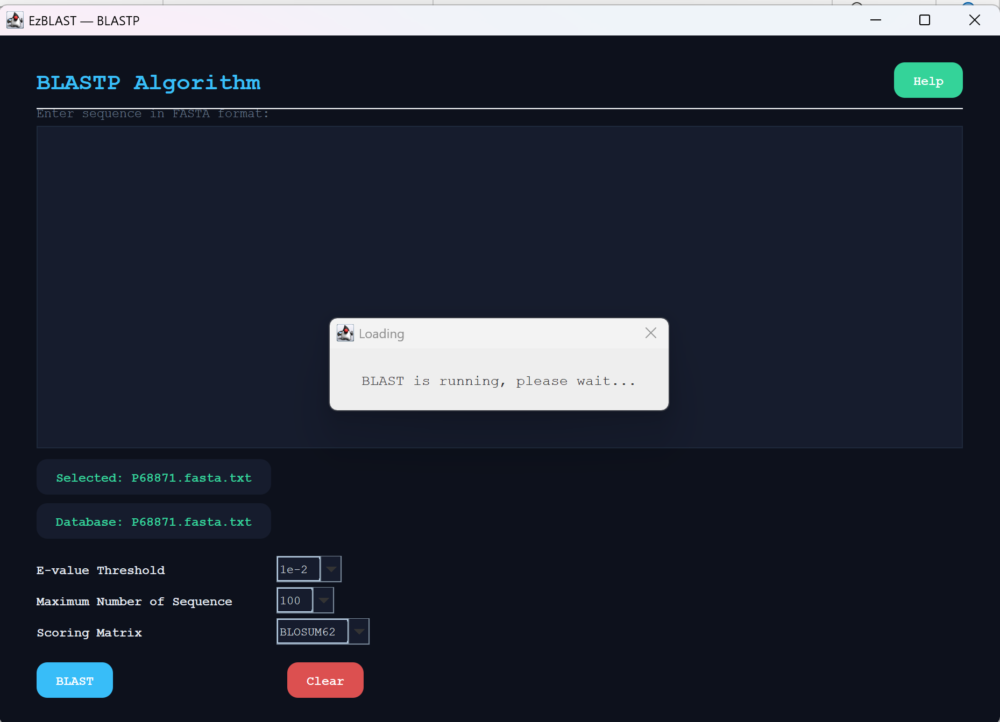 EzBLAST — BLASTP
BLASTP Algorithm
Help
Enter sequence in FASTA format:
Loading
BLAST is running, please wait...
Selected: P68871.fasta.txt
Database: P68871.fasta.txt
E-value Threshold 1e-2
Maximum Number of Sequence 100
Scoring Matrix BLOSUM62
BLAST Clear